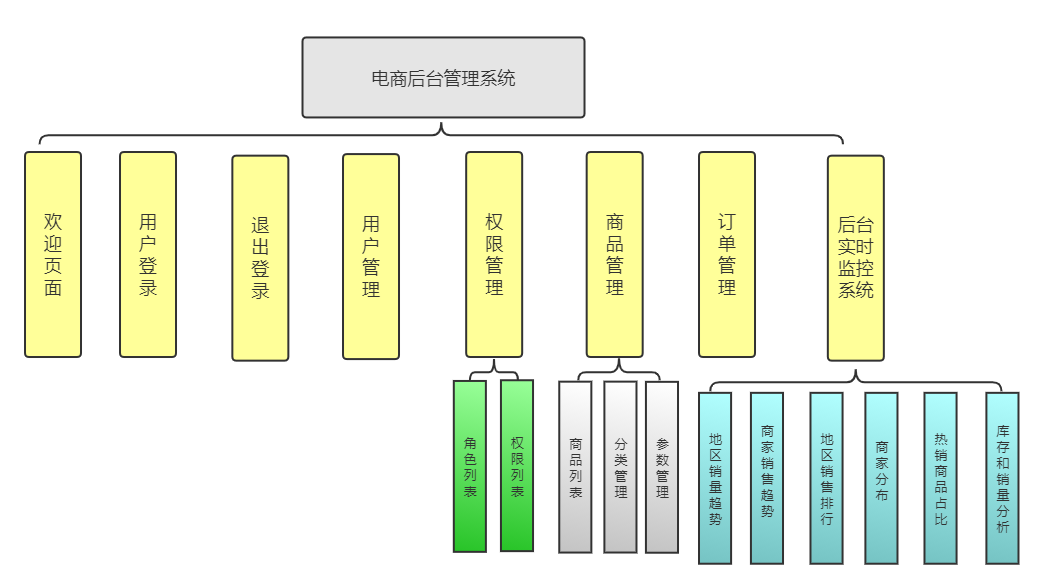 电商后台管理系统
欢迎页面
用户登录
退出登录
用户管理
权限管理
商品管理
订单管理
后台
实时
监控
系统
角色列表
权限列表
商品列表
分类管理
参数管理
地区销量趋势
商家销售趋势
地区销售排行
商家分布
热销商品占比
库存和销量分析